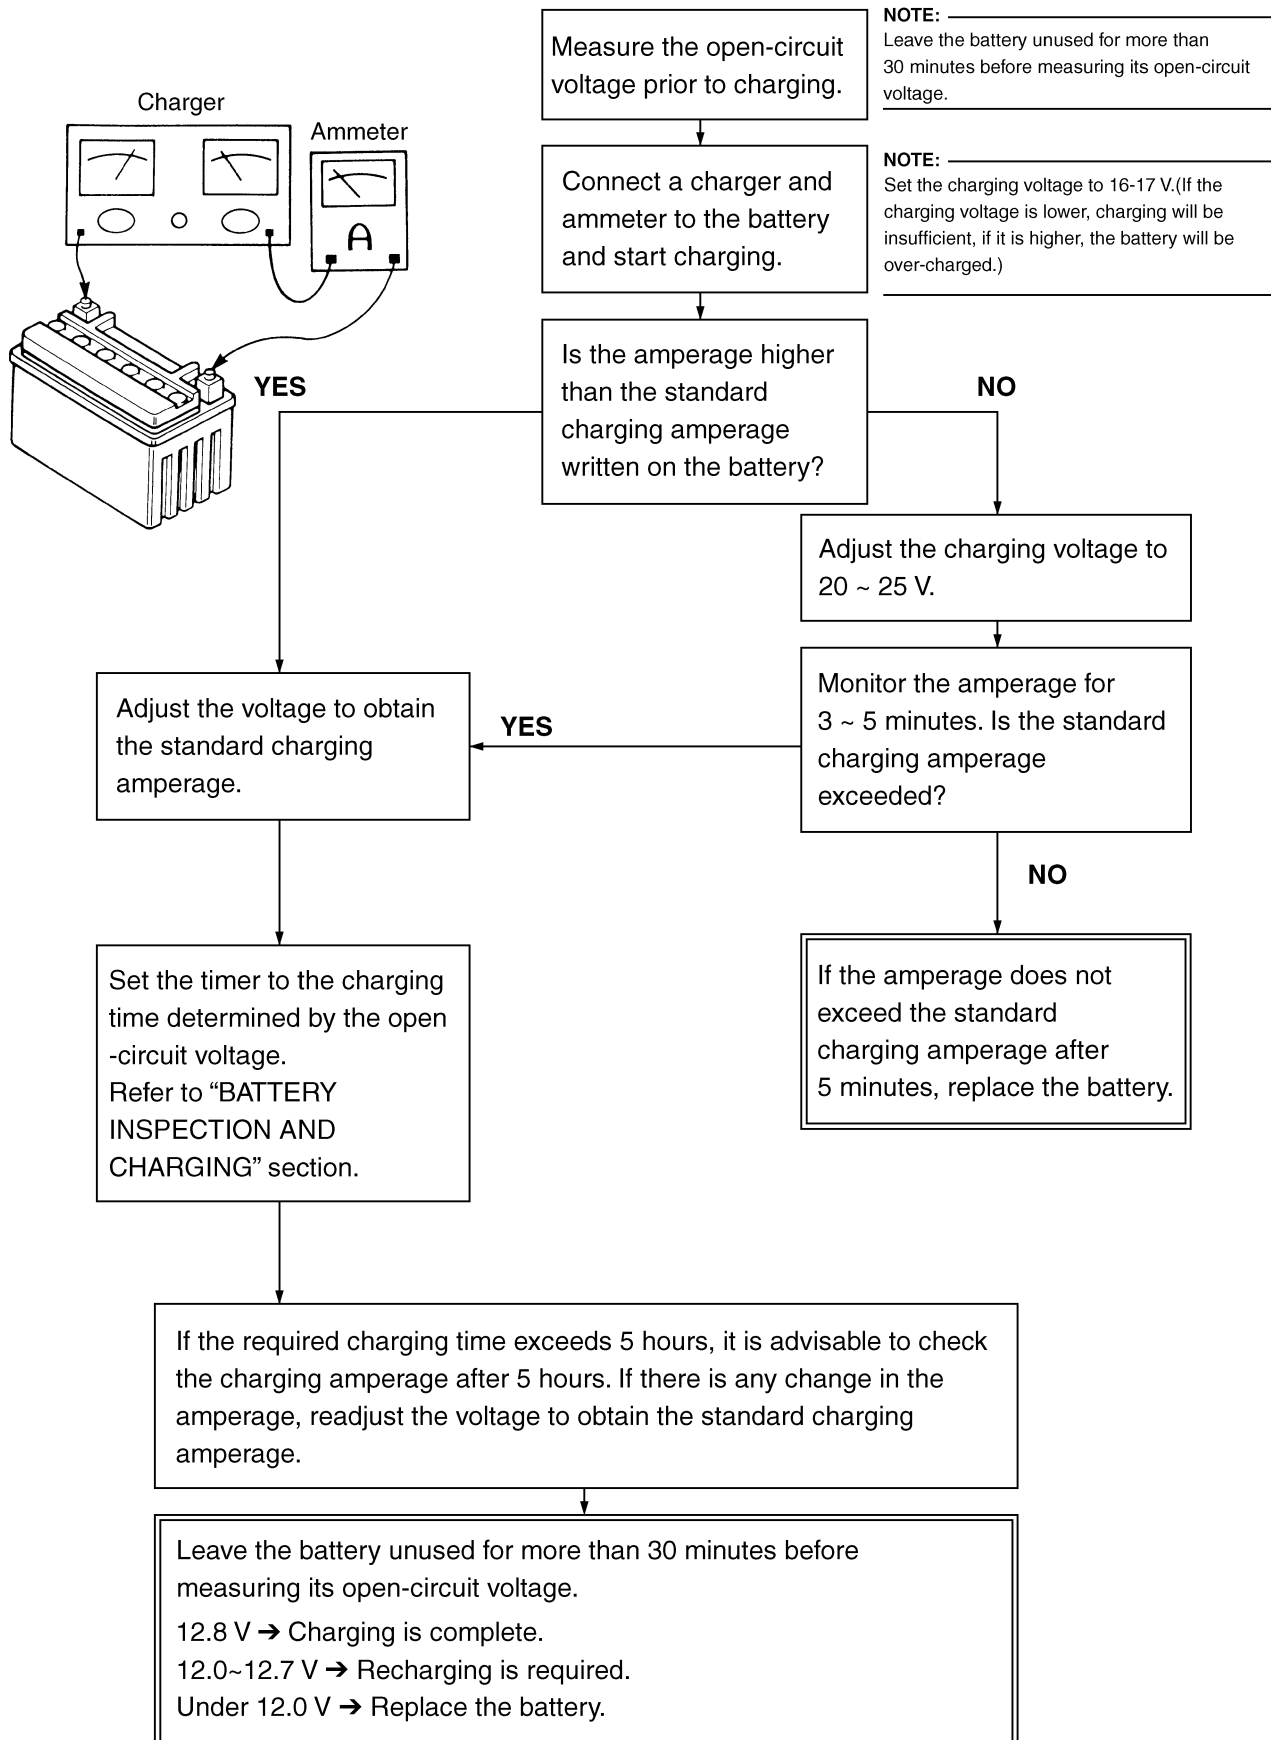 Measure the open-circuit
voltage prior to charging.
NOTE:
Leave the battery unused for more than
30 minutes before measuring its open-circuit
voltage.
Charger
Ammeter
A
Connect a charger and
ammeter to the battery
and start charging.
NOTE:
Set the charging voltage to 16-17 V.(If the
charging voltage is lower, charging will be
insufficient, if it is higher, the battery will be
over-charged.)
Is the amperage higher
than the standard
charging amperage
written on the battery?
YES
NO
Adjust the charging voltage to
20 ~ 25 V.
Monitor the amperage for
3 ~ 5 minutes. Is the standard
charging amperage
exceeded?
YES
Adjust the voltage to obtain
the standard charging
amperage.
NO
If the amperage does not
exceed the standard
charging amperage after
5 minutes, replace the battery.
Set the timer to the charging
time determined by the open
-circuit voltage.
Refer to “BATTERY
INSPECTION AND
CHARGING” section.
If the required charging time exceeds 5 hours, it is advisable to check
the charging amperage after 5 hours. If there is any change in the
amperage, readjust the voltage to obtain the standard charging
amperage.
Leave the battery unused for more than 30 minutes before
measuring its open-circuit voltage.
12.8 V ➔ Charging is complete.
12.0~12.7 V ➔ Recharging is required.
Under 12.0 V ➔ Replace the battery.